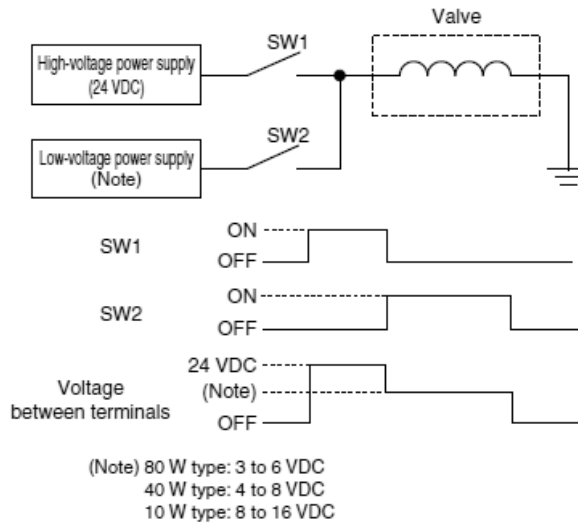 Valve
SW1
High-voltage power supply
(24 VDC)
SW2
Low-voltage power supply
(Note)
SW1
ON
OFF
SW2
ON
OFF
Voltage
between terminals
24 VDC
(Note)
OFF
(Note) 80 W type: 3 to 6 VDC
40 W type: 4 to 8 VDC
10 W type: 8 to 16 VDC